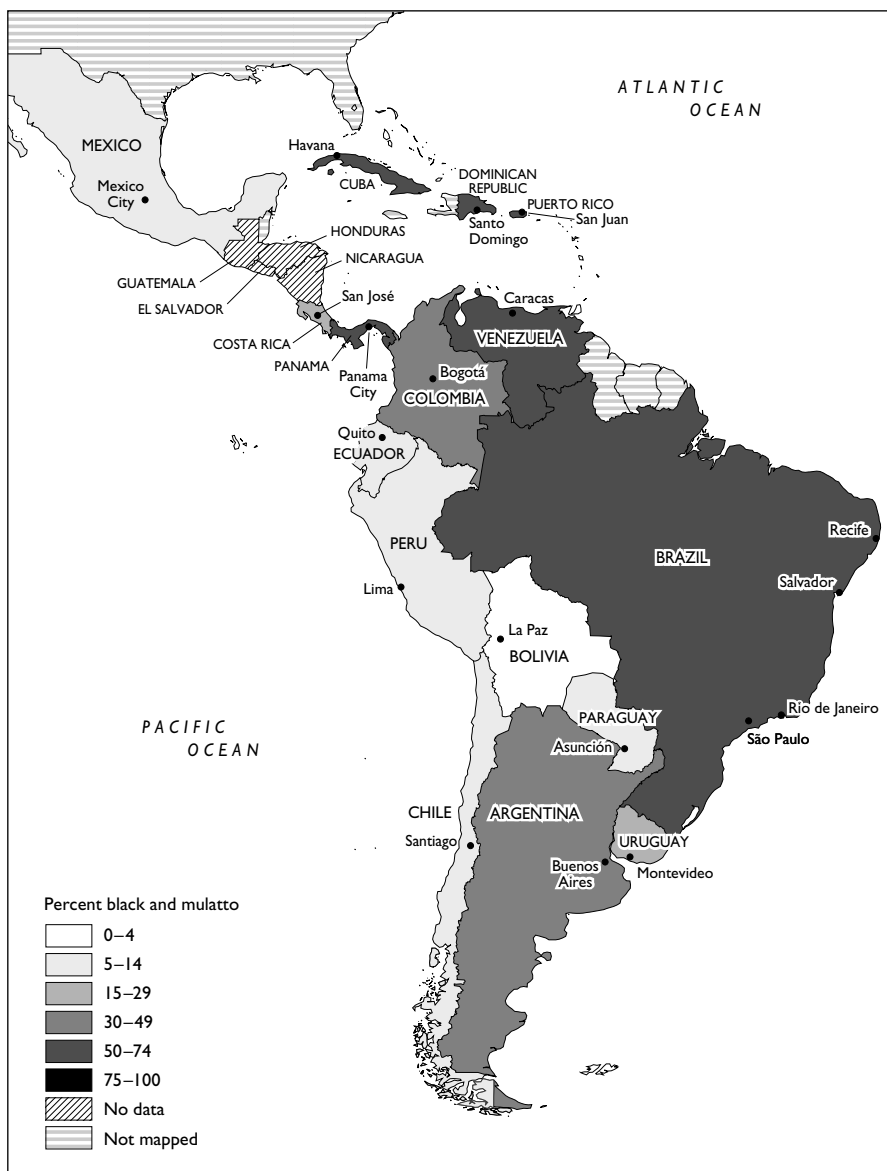 ATLANTIC
OCEAN
MEXICO
Mexico
City
Havana
CUBA
DOMINICAN
REPUBLIC
PUERTO RICO
San Juan
Santo
Domingo
HONDURAS
NICARAGUA
GUATEMALA
EL SALVADOR
San José
COSTA RICA
PANAMA
Panama
City
Caracas
VENEZUELA
Bogotá
COLOMBIA
Quito
ECUADOR
PERU
Lima
BRAZIL
Recife
Salvador
La Paz
BOLIVIA
Rio de Janeiro
São Paulo
PARAGUAY
Asunción
PACIFIC
OCEAN
CHILE
Santiago
ARGENTINA
URUGUAY
Buenos
Aires
Montevideo
Percent black and mulatto
0–4
5–14
15–29
30–49
50–74
75–100
No data
Not mapped